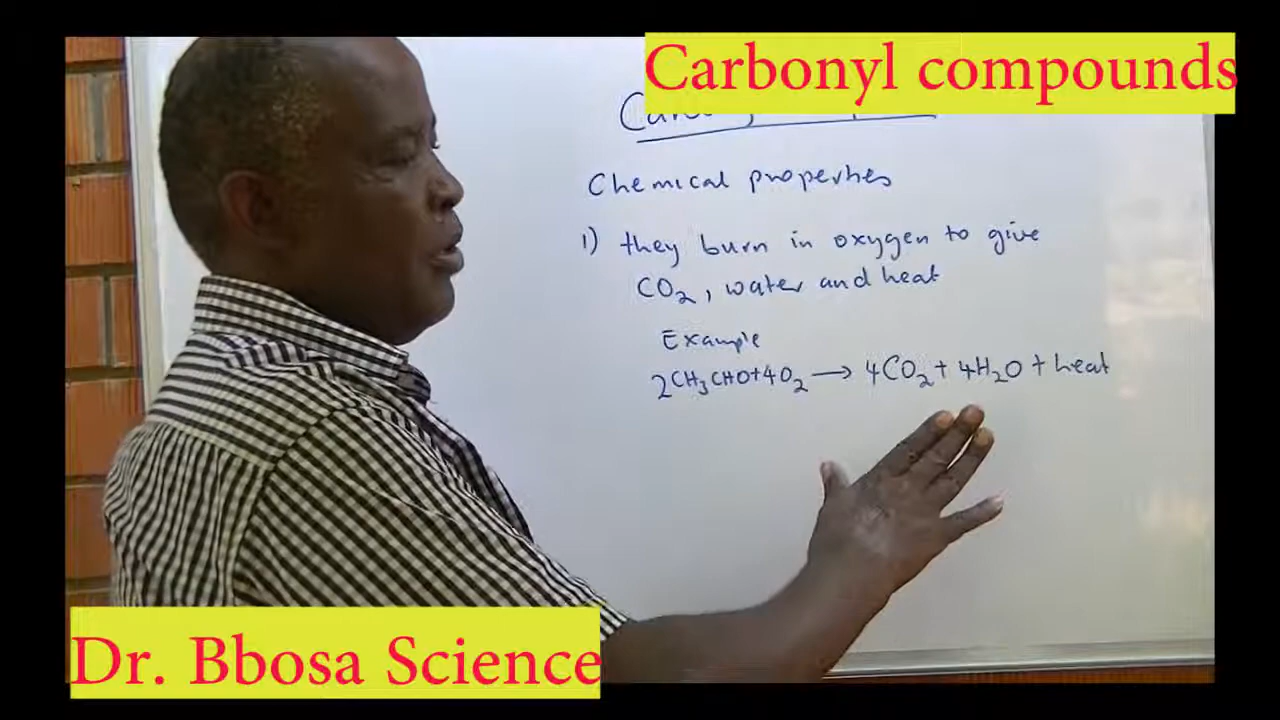 Carbonyl compounds
Chemical properties
1) they burn in oxygen to give
CO₂, water and heat
Example
2CH₃CHO+4O₂ → 4CO₂+ 4H₂O + heat
Dr. Bbosa Science